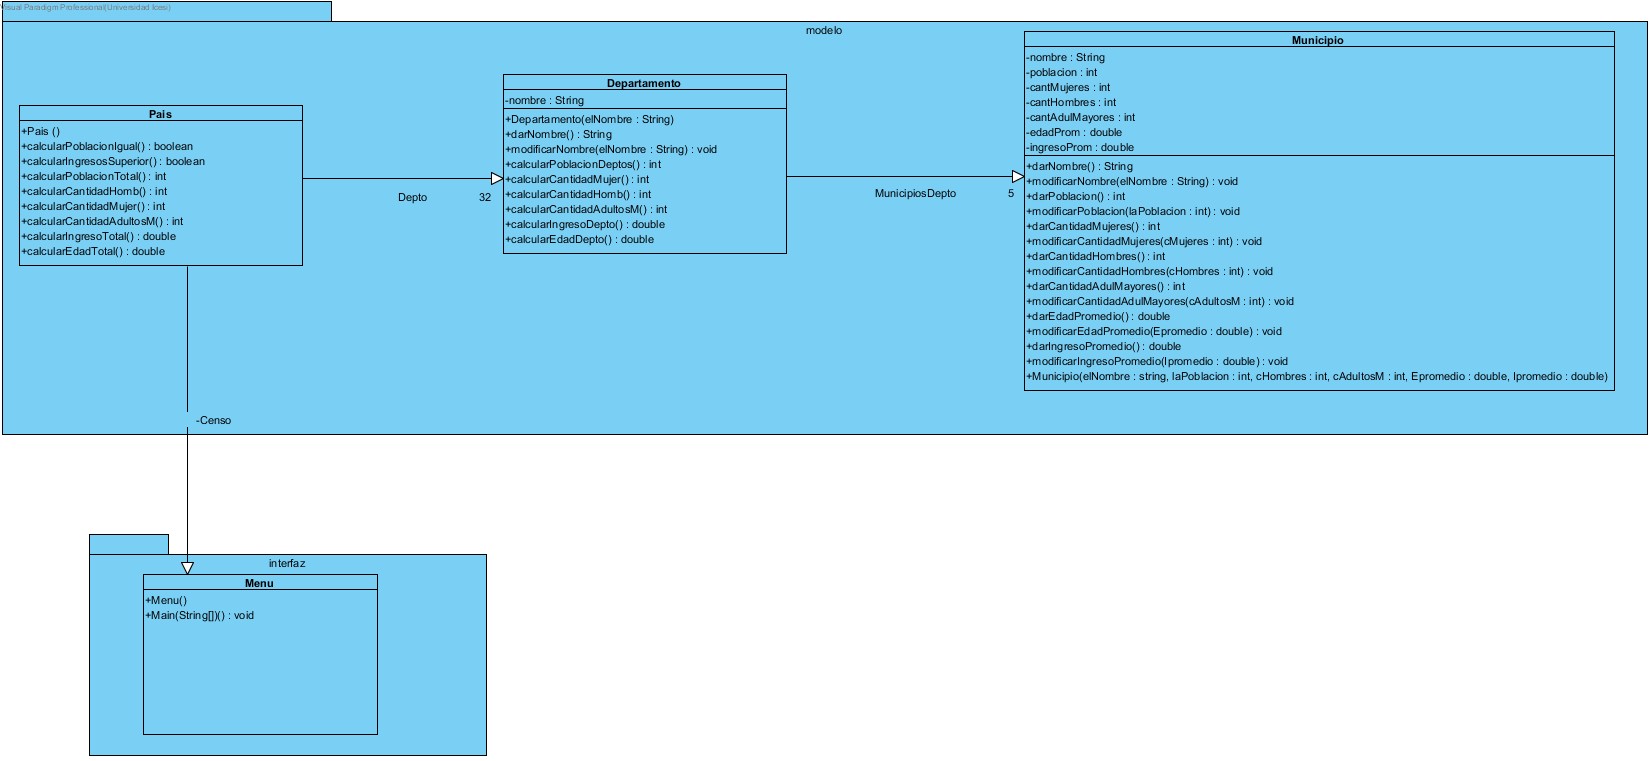 Visual Paradigm Professional(Universidad Icesi)
modelo
Pais
+Pais ()
+calcularPoblacionIgual() : boolean
+calcularIngresosSuperior() : boolean
+calcularPoblacionTotal() : int
+calcularCantidadHomb() : int
+calcularCantidadMujer() : int
+calcularCantidadAdultosM() : int
+calcularIngresoTotal() : double
+calcularEdadTotal() : double
Depto
32
Departamento
-nombre : String
+Departamento(elNombre : String)
+darNombre() : String
+modificarNombre(elNombre : String) : void
+calcularPoblacionDeptos() : int
+calcularCantidadMujer() : int
+calcularCantidadHomb() : int
+calcularCantidadAdultosM() : int
+calcularIngresoDepto() : double
+calcularEdadDepto() : double
MunicipiosDepto
5
Municipio
-nombre : String
-poblacion : int
-cantMujeres : int
-cantHombres : int
-cantAdulMayores : int
-edadProm : double
-ingresoProm : double
+darNombre() : String
+modificarNombre(elNombre : String) : void
+darPoblacion() : int
+modificarPoblacion(laPoblacion : int) : void
+darCantidadMujeres() : int
+modificarCantidadMujeres(cMujeres : int) : void
+darCantidadHombres() : int
+modificarCantidadHombres(cHombres : int) : void
+darCantidadAdulMayores() : int
+modificarCantidadAdulMayores(cAdultosM : int) : void
+darEdadPromedio() : double
+modificarEdadPromedio(Epromedio : double) : void
+darIngresoPromedio() : double
+modificarIngresoPromedio(Ipromedio : double) : void
+Municipio(elNombre : string, laPoblacion : int, cHombres : int, cAdultosM : int, Epromedio : double, Ipromedio : double)
-Censo
interfaz
Menu
+Menu()
+Main(String[])() : void